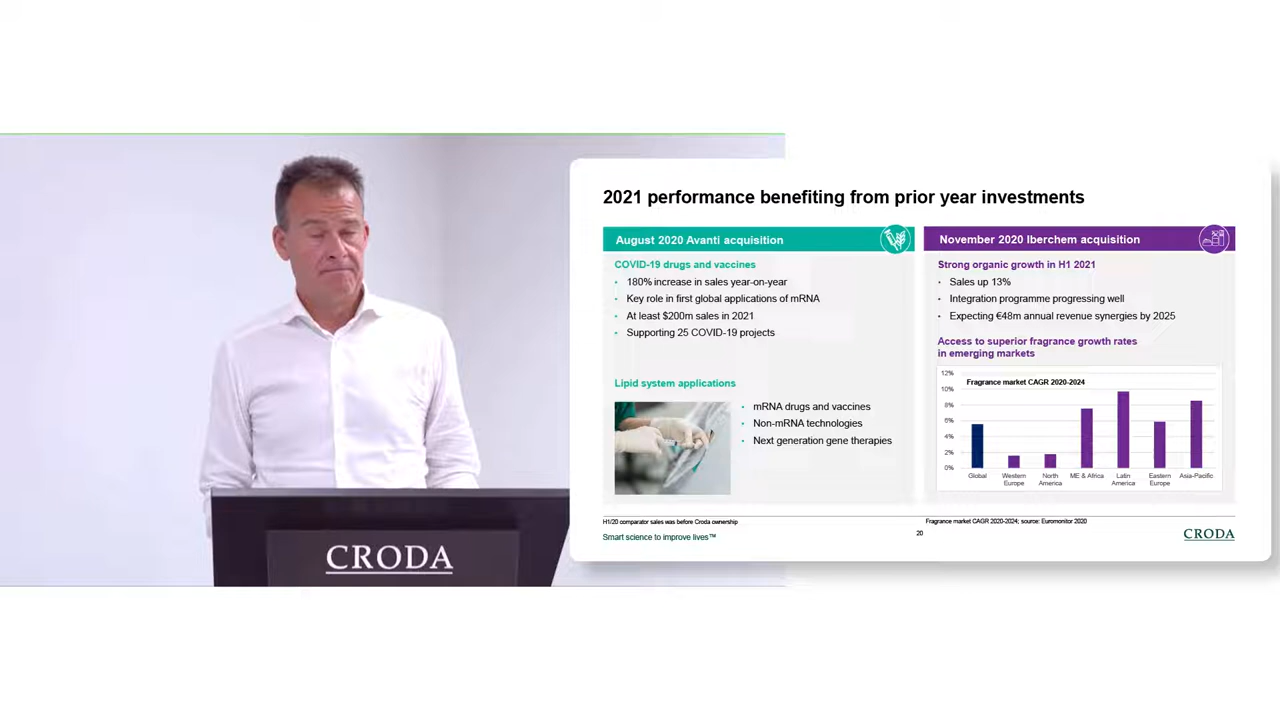 CRODA
2021 performance benefiting from prior year investments
August 2020 Avanti acquisition
COVID-19 drugs and vaccines
• 180% increase in sales year-on-year
• Key role in first global applications of mRNA
• At least $200m sales in 2021
• Supporting 25 COVID-19 projects
Lipid system applications
• mRNA drugs and vaccines
• Non-mRNA technologies
• Next generation gene therapies
November 2020 Iberchem acquisition
Strong organic growth in H1 2021
• Sales up 13%
• Integration programme progressing well
• Expecting €48m annual revenue synergies by 2025
Access to superior fragrance growth rates
in emerging markets
Fragrance market CAGR 2020-2024
12%
10%
8%
6%
4%
2%
0%
Global
Western
Europe
North
America
ME & Africa
Latin
America
Eastern
Europe
Asia-Pacific
H1/20 comparator sales was before Croda ownership
Fragrance market CAGR 2020-2024; source: Euromonitor 2020
Smart science to improve lives™
20
CRODA